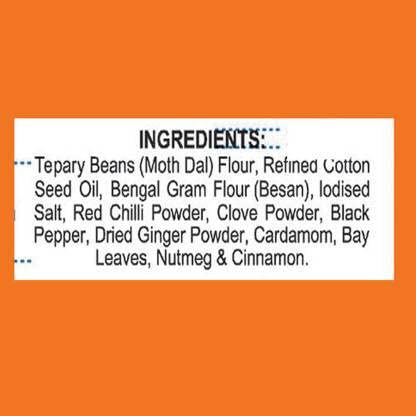 INGREDIENTS:
Tepary Beans (Moth Dal) Flour, Refined Cotton
Seed Oil, Bengal Gram Flour (Besan), Iodised
Salt, Red Chilli Powder, Clove Powder, Black
Pepper, Dried Ginger Powder, Cardamom, Bay
Leaves, Nutmeg & Cinnamon.